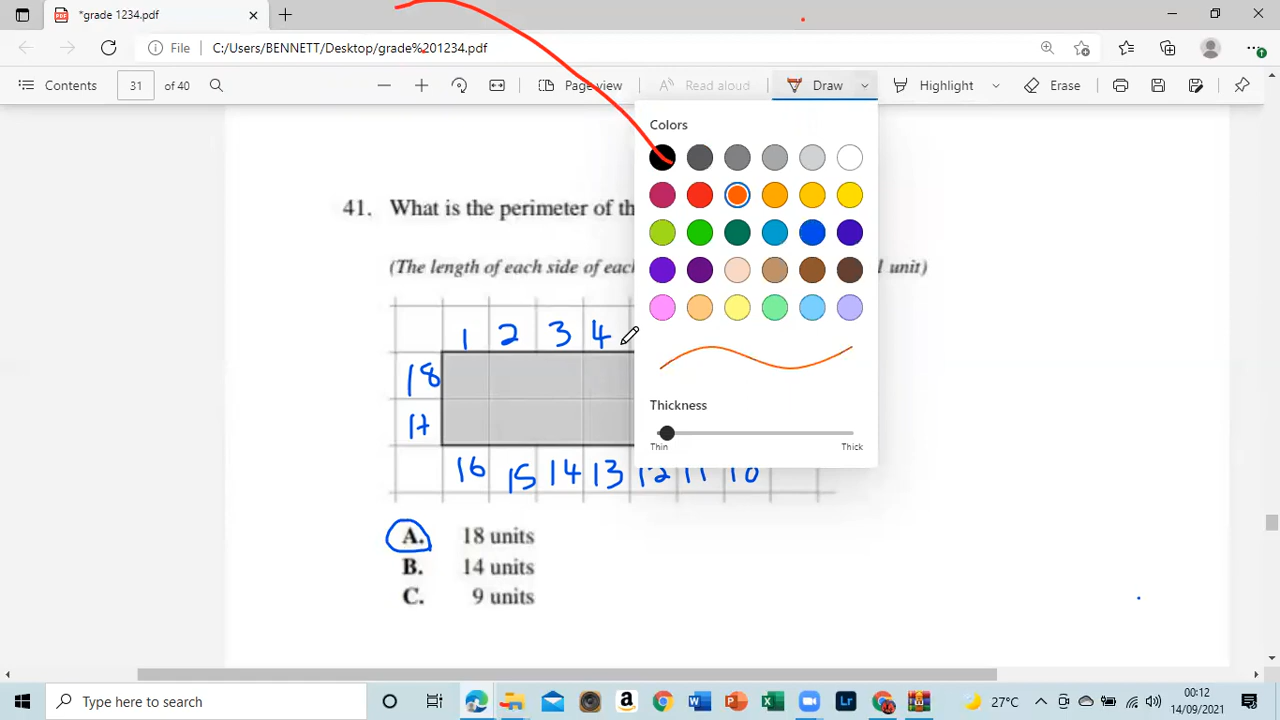 *grade 1234.pdf
File C:/Users/BENNETT/Desktop/grade%201234.pdf
Contents 31 of 40 Page view Read aloud Draw Highlight Erase
Colors
41. What is the perimeter of th
(The length of each side of each 1 unit)
1 2 3 4
18
17
16 15 14 13 12 11 10
Thickness
Thin Thick
A. 18 units
B. 14 units
C. 9 units
Type here to search
27°C
00:12
14/09/2021